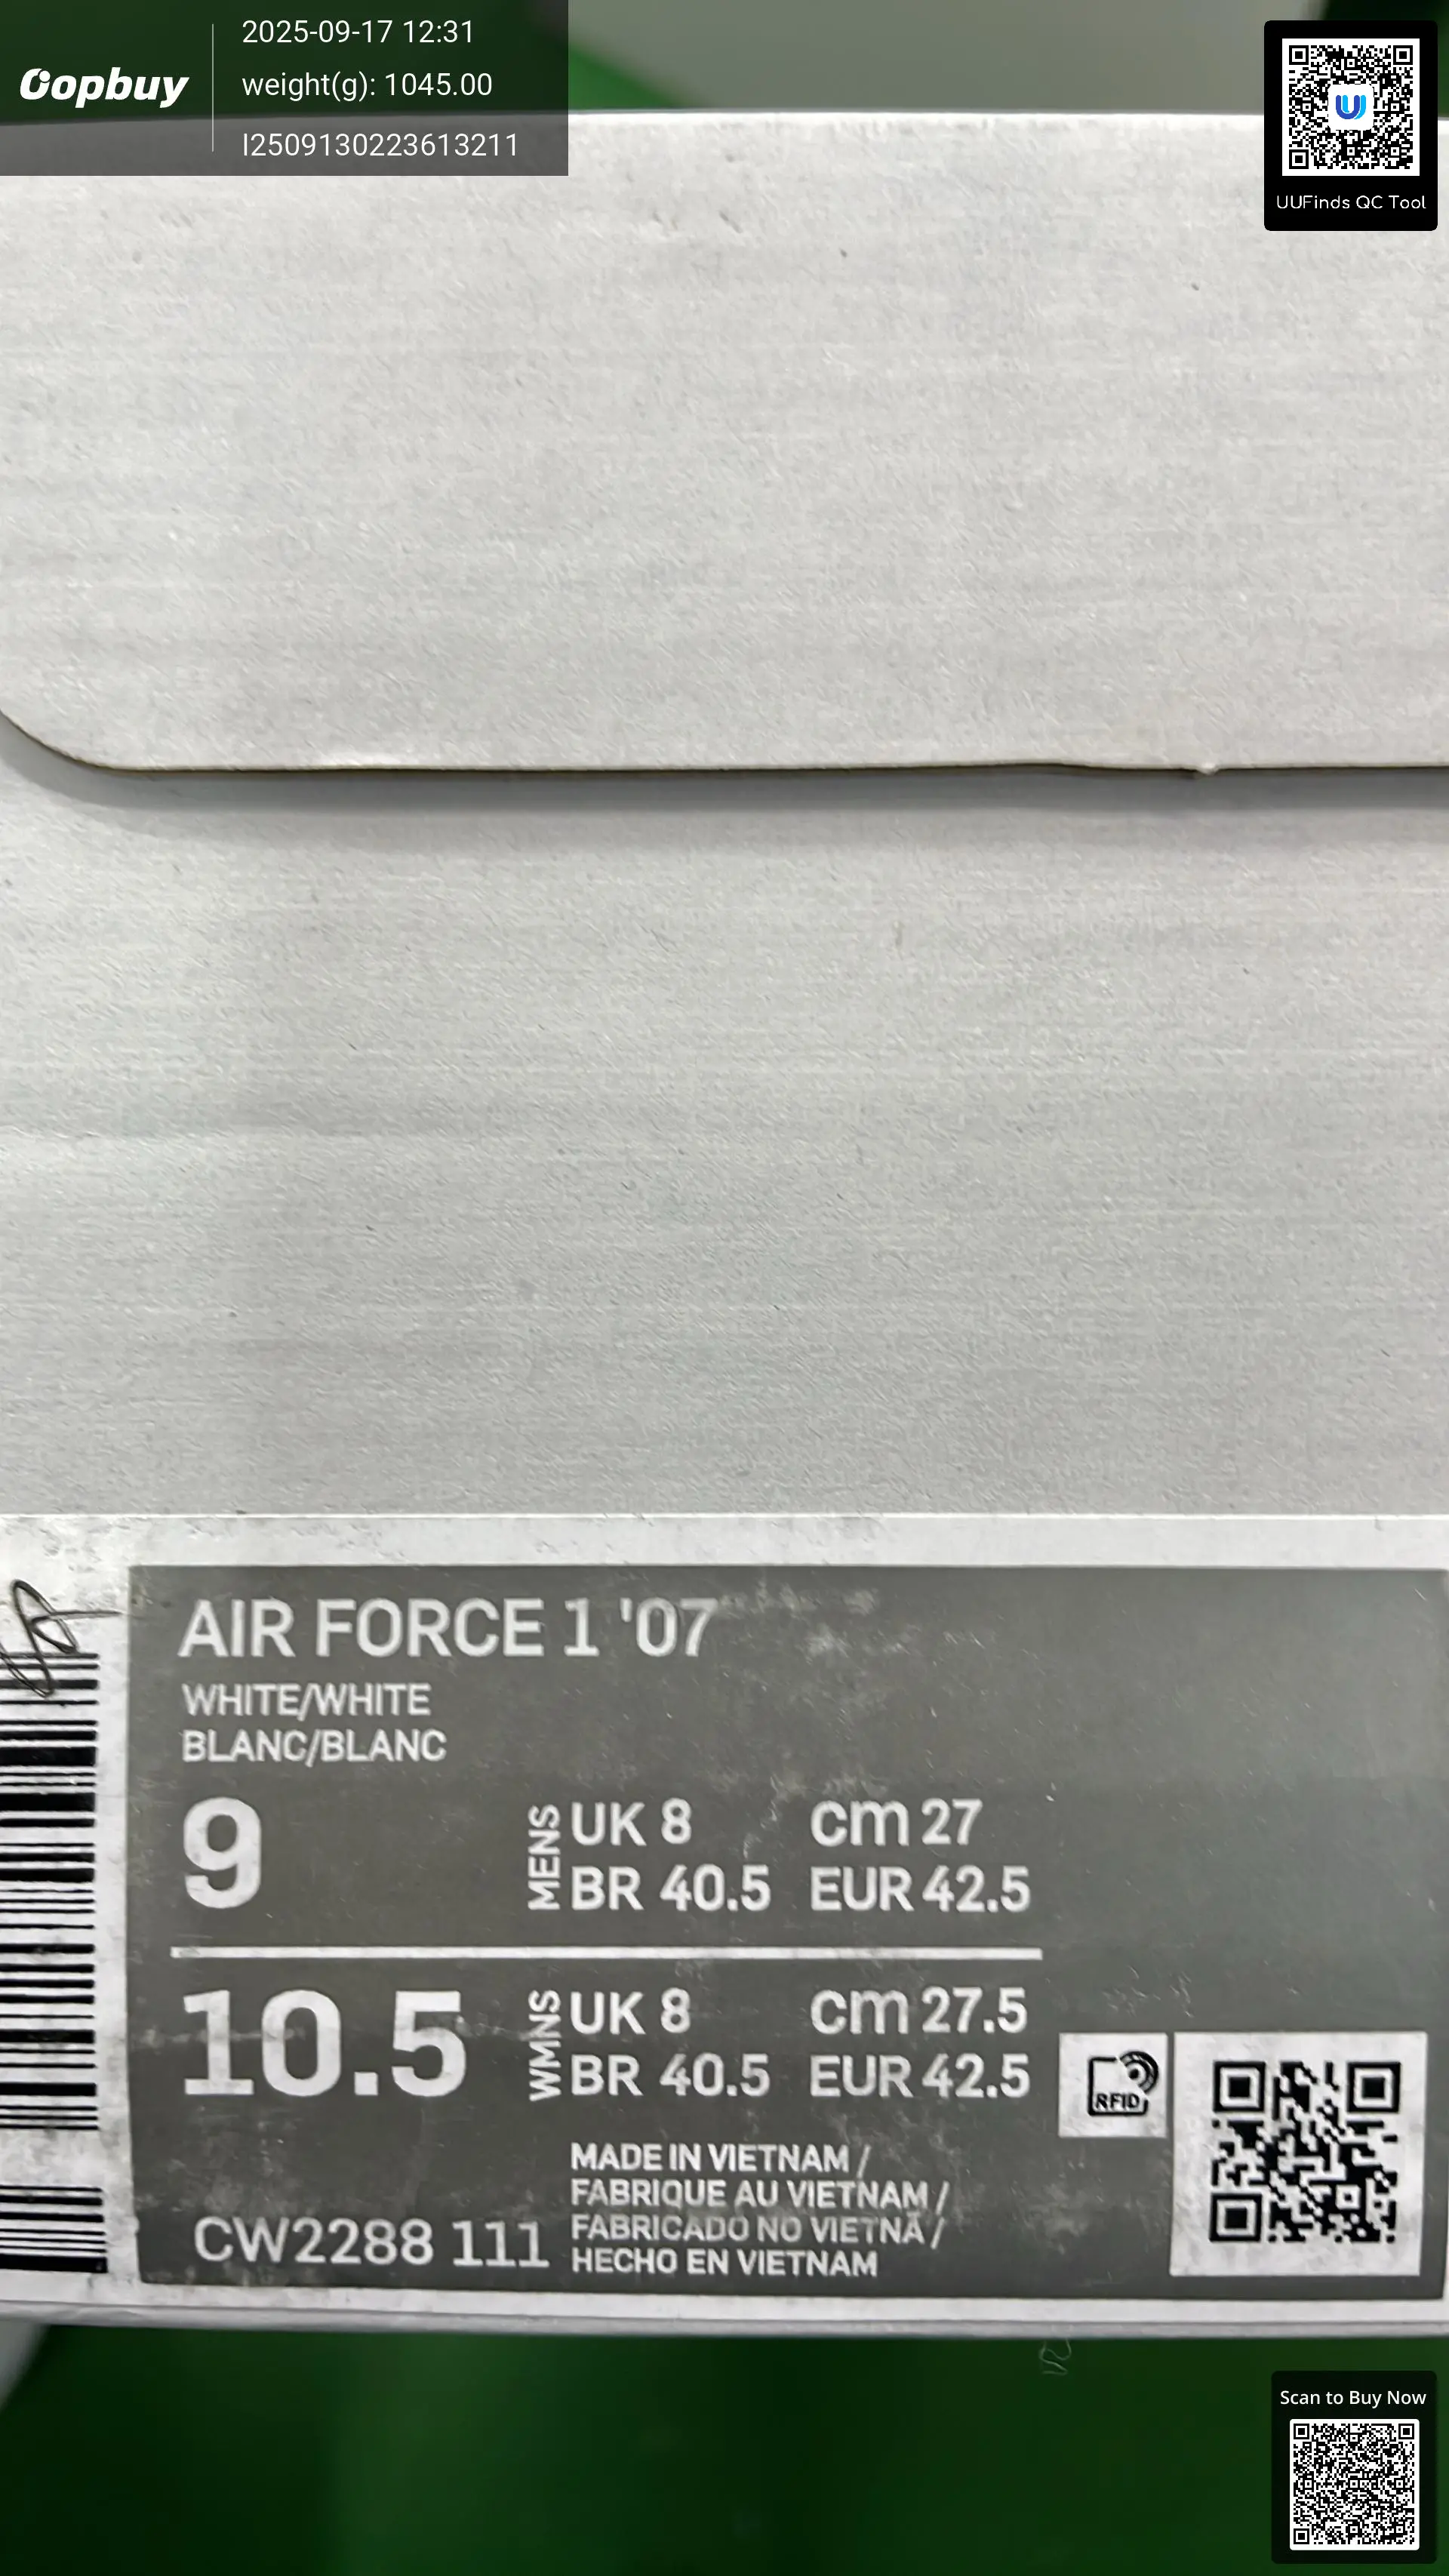 Oopbuy
2025-09-17 12:31
weight(g): 1045.00
I2509130223613211
UUFinds QC Tool
AIR FORCE 1 '07
WHITE/WHITE
BLANC/BLANC
9
MENS
UK 8 cm 27
BR 40.5 EUR 42.5
10.5
WMNS
UK 8 cm 27.5
BR 40.5 EUR 42.5
RFID
MADE IN VIETNAM /
FABRIQUE AU VIETNAM /
FABRICADO NO VIETNÃ /
HECHO EN VIETNAM
CW2288 111
Scan to Buy Now